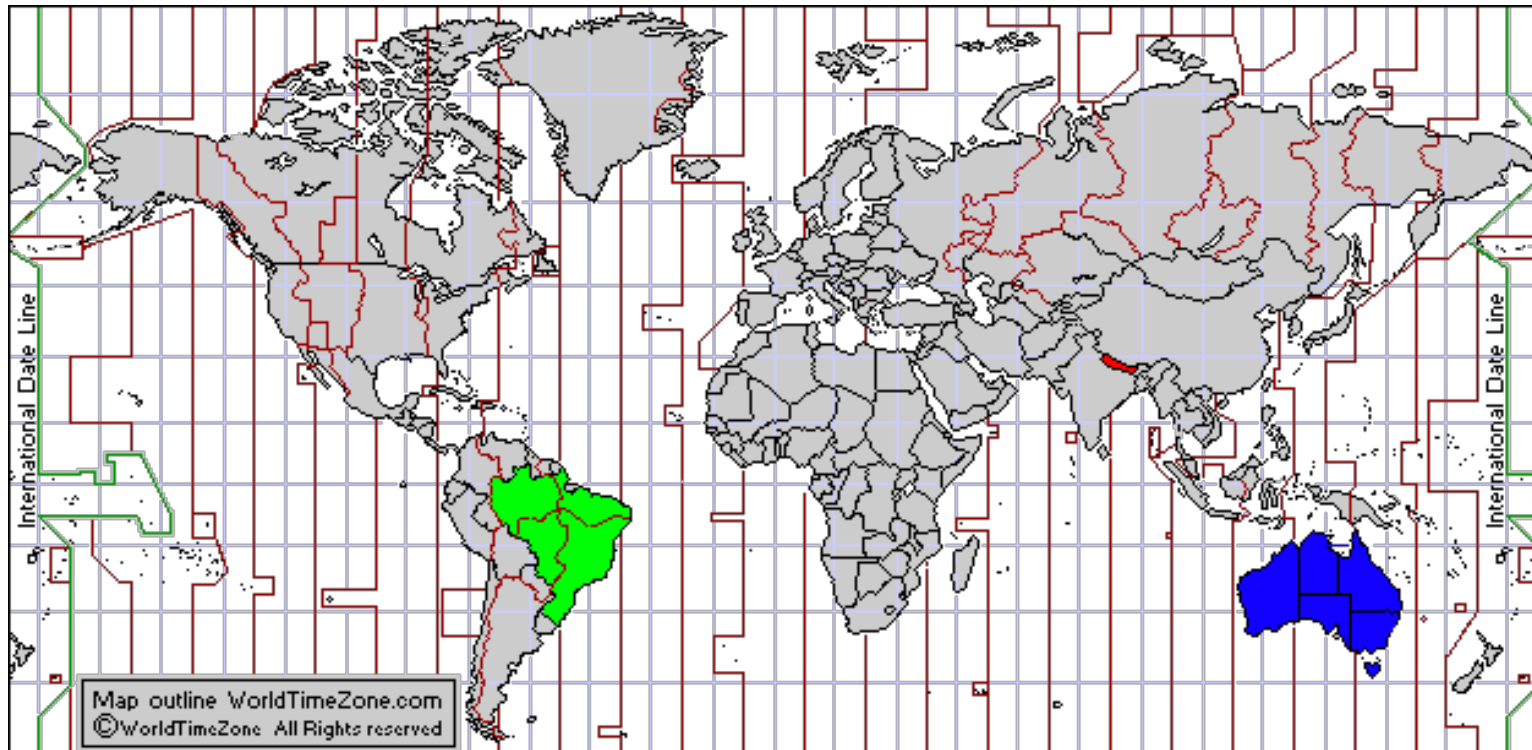 International Date Line
International Date Line
Map outline WorldTimeZone.com
©WorldTimeZone All Rights reserved